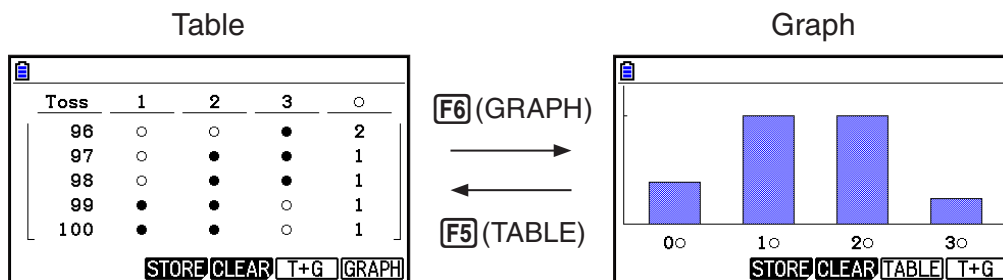 Table
Toss 1 2 3 ○
96 ○ ○ ● 2
97 ○ ● ● 1
98 ○ ● ● 1
99 ● ● ○ 1
100 ● ● ○ 1
STORE CLEAR T+G GRAPH
F6 (GRAPH)
F5 (TABLE)
Graph
0○ 1○ 2○ 3○
STORE CLEAR TABLE T+G